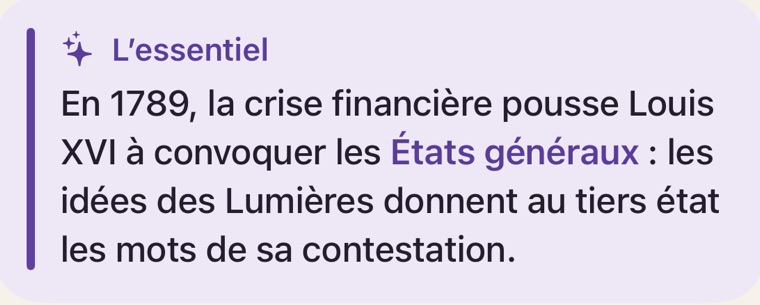 L’essentiel
En 1789, la crise financière pousse Louis
XVI à convoquer les États généraux : les
idées des Lumières donnent au tiers état
les mots de sa contestation.